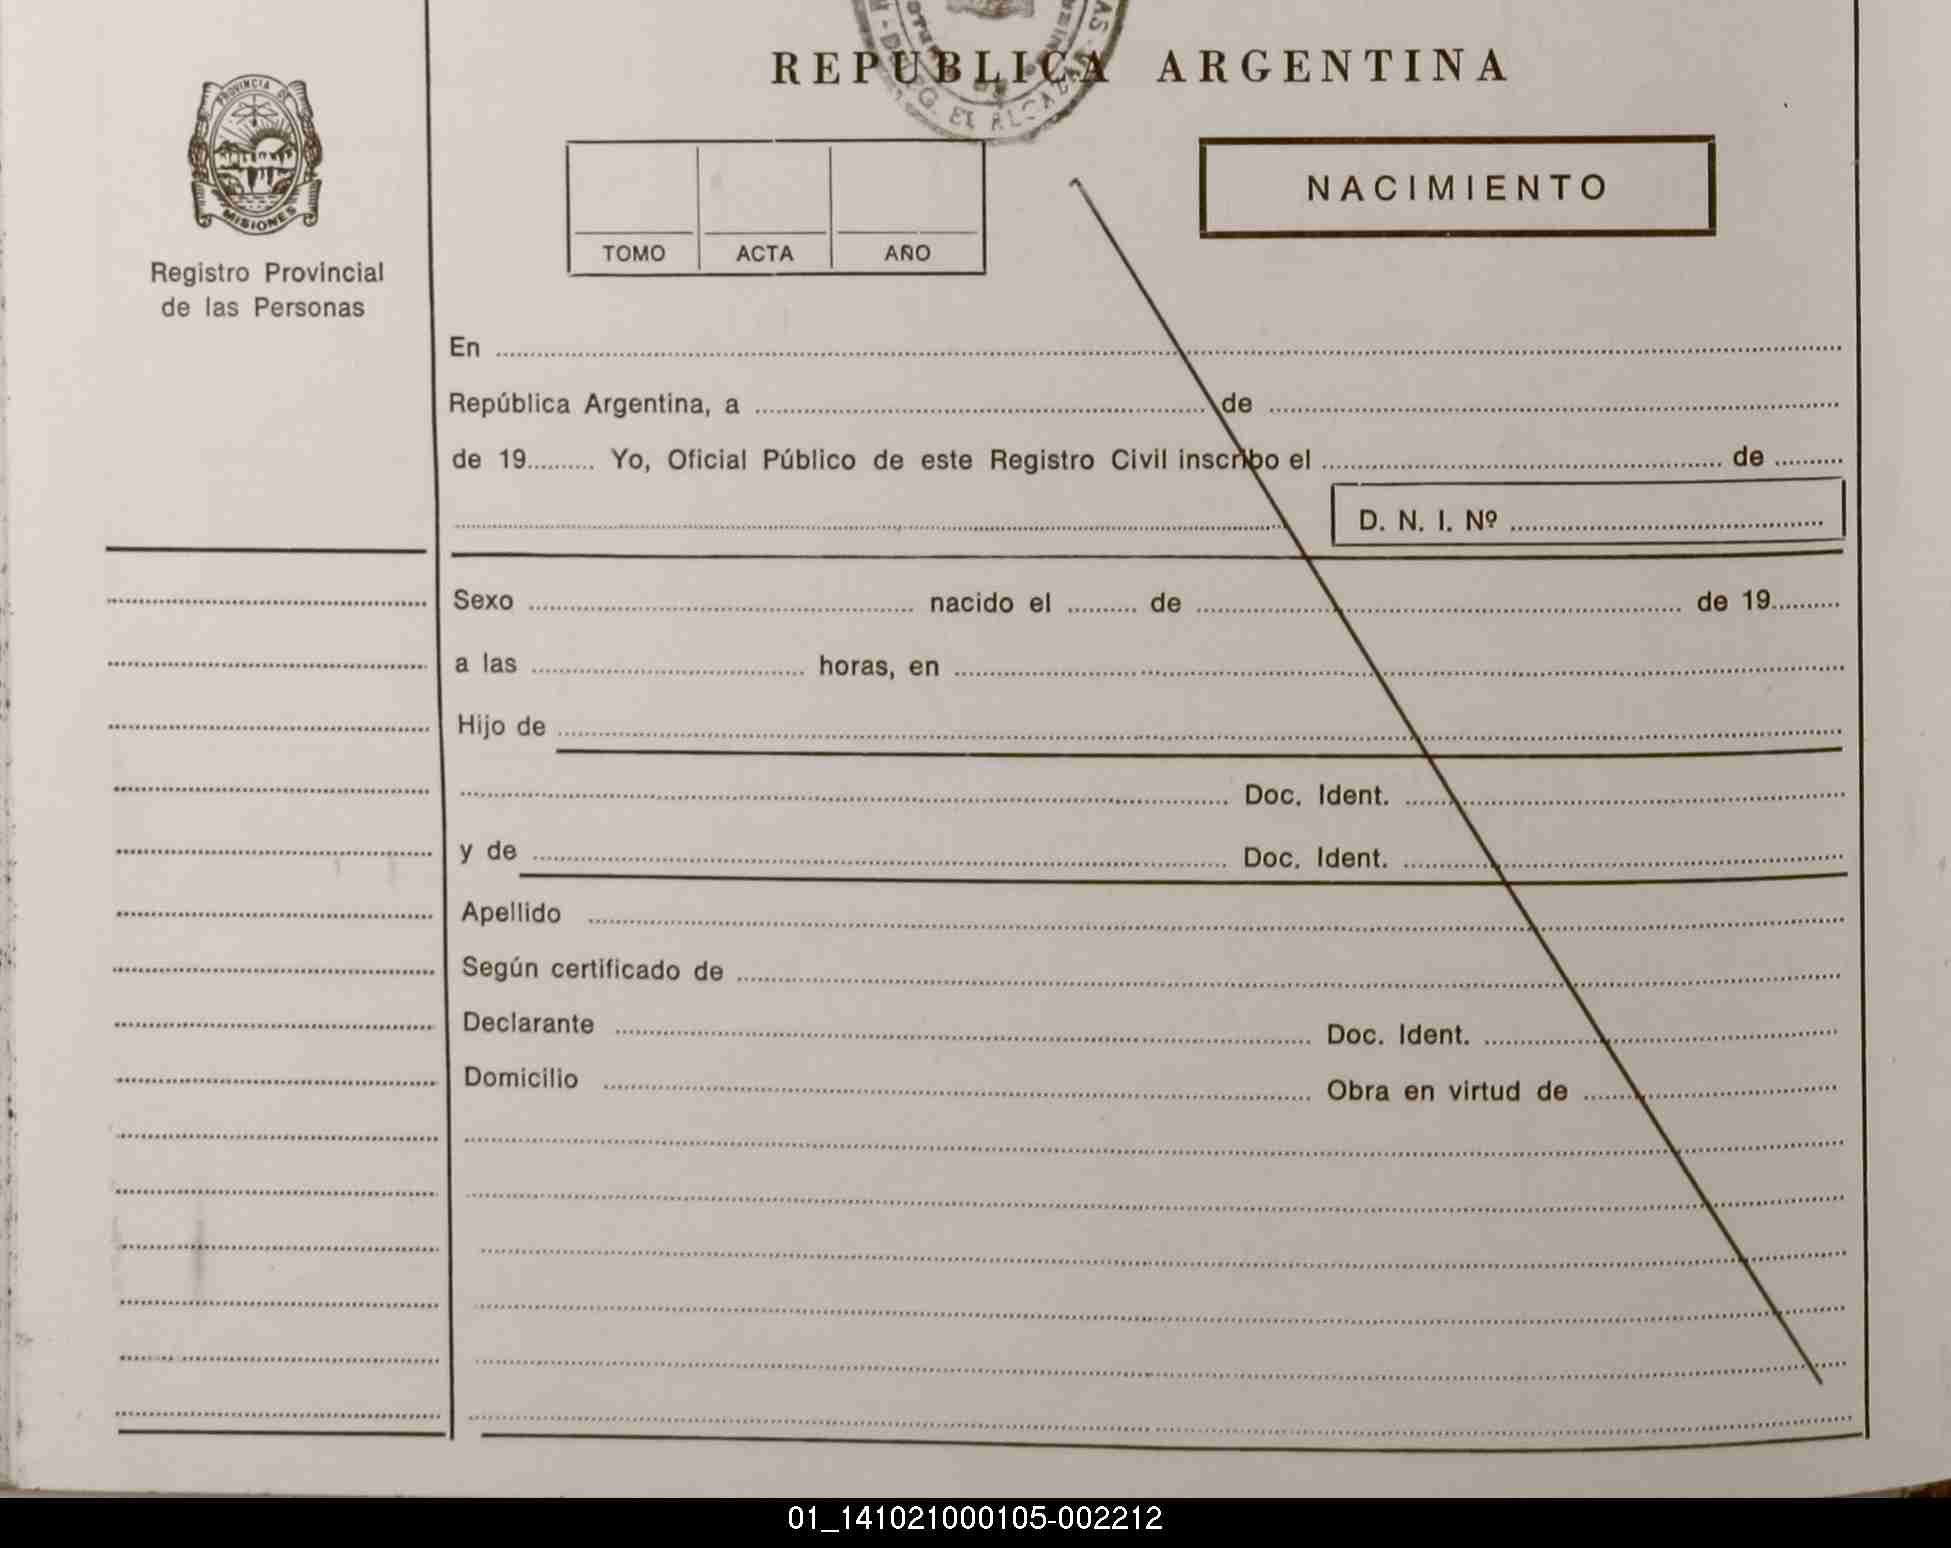 REPUBLICA ARGENTINA
DEG. EL ALCAZAR
PROVINCIA DE
MISIONES
Registro Provincial
de las Personas
NACIMIENTO
TOMO ACTA AÑO
En
República Argentina, a de
de 19 Yo, Oficial Público de este Registro Civil inscribo el de
D. N. I. Nº
Sexo nacido el de de 19
a las horas, en
Hijo de
Doc. Ident.
y de Doc. Ident.
Apellido
Según certificado de
Declarante Doc. Ident.
Domicilio Obra en virtud de
01_141021000105-002212